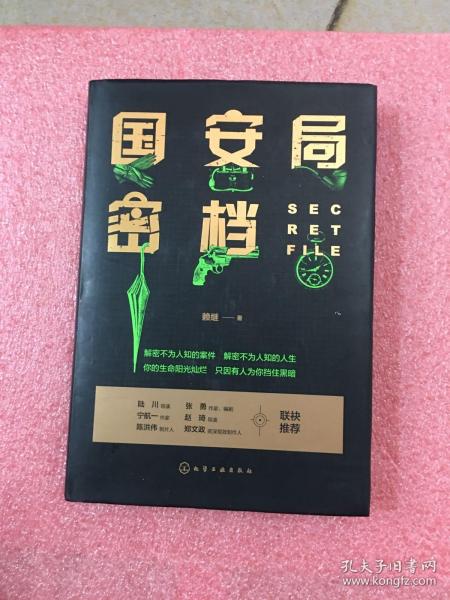 国安局
密档
SEC
RET
FILE
赖继——著
解密不为人知的案件 解密不为人知的人生
你的生命阳光灿烂 只因有人为你挡住黑暗
陆川 导演 张勇 作家、编剧
宁航一 作家 赵琦 导演
陈洪伟 制片人 郑文政 资深视效制作人
联袂
推荐
化学工业出版社
孔夫子旧书网
www.kongfz.com